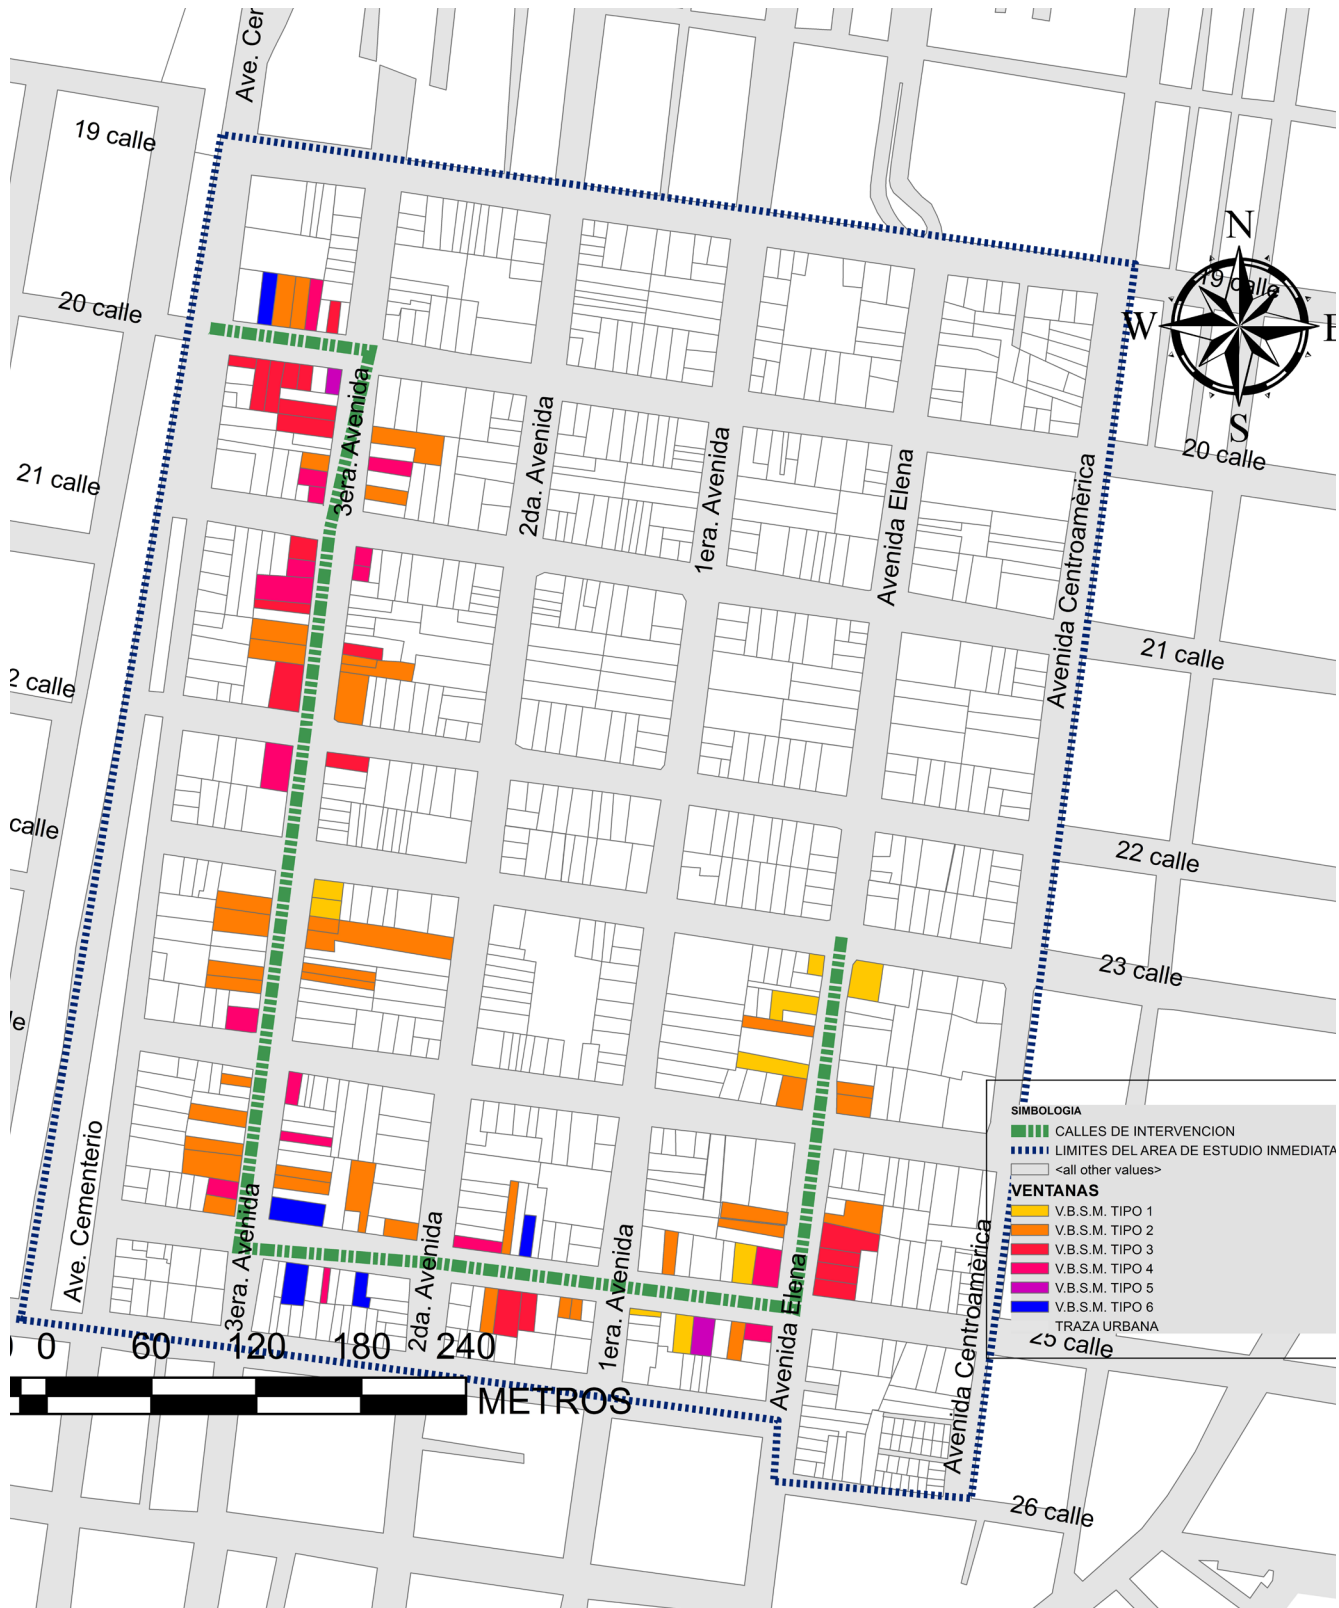 Ave. Cer
19 calle
N
19 calle
20 calle
W
E
S
3era. Avenida
2da. Avenida
1era. Avenida
Avenida Elena
Avenida Centroamèrica
20 calle
21 calle
21 calle
2 calle
calle
22 calle
23 calle
le
SIMBOLOGIA
CALLES DE INTERVENCION
LIMITES DEL AREA DE ESTUDIO INMEDIATA
<all other values>
VENTANAS
V.B.S.M. TIPO 1
V.B.S.M. TIPO 2
V.B.S.M. TIPO 3
V.B.S.M. TIPO 4
V.B.S.M. TIPO 5
V.B.S.M. TIPO 6
TRAZA URBANA
Ave. Cementerio
3era. Avenida
2da. Avenida
1era. Avenida
Avenida Elena
Avenida Centroamèrica
25 calle
0 0 60 120 180 240
METROS
26 calle